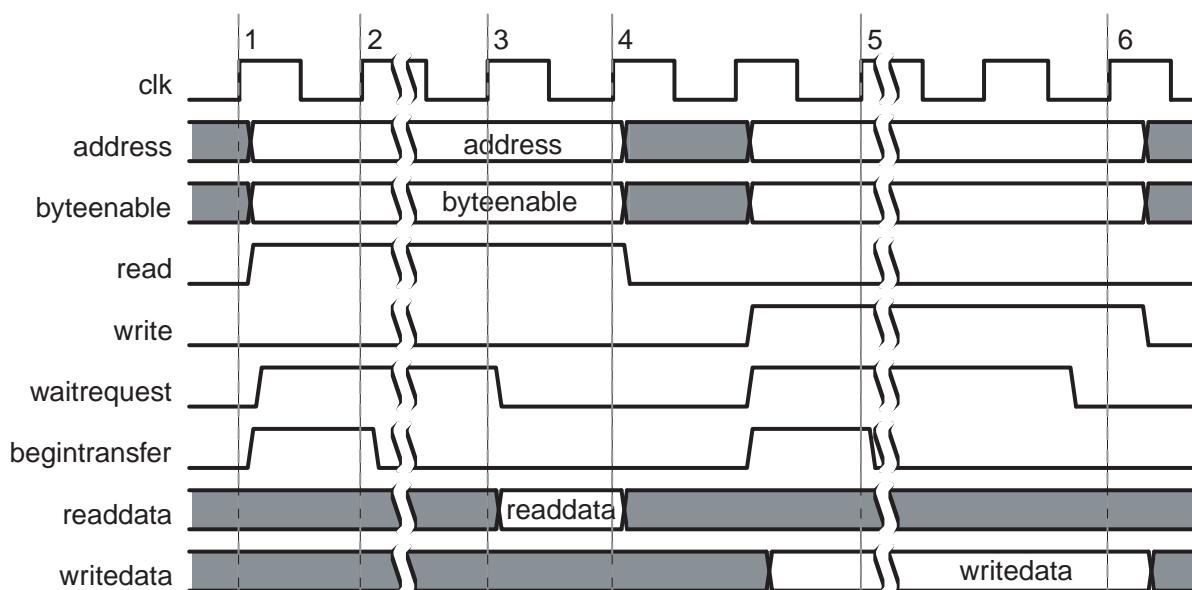 1 2 3 4 5 6
clk
address address
byteenable byteenable
read
write
waitrequest
begintransfer
readdata readdata
writedata writedata